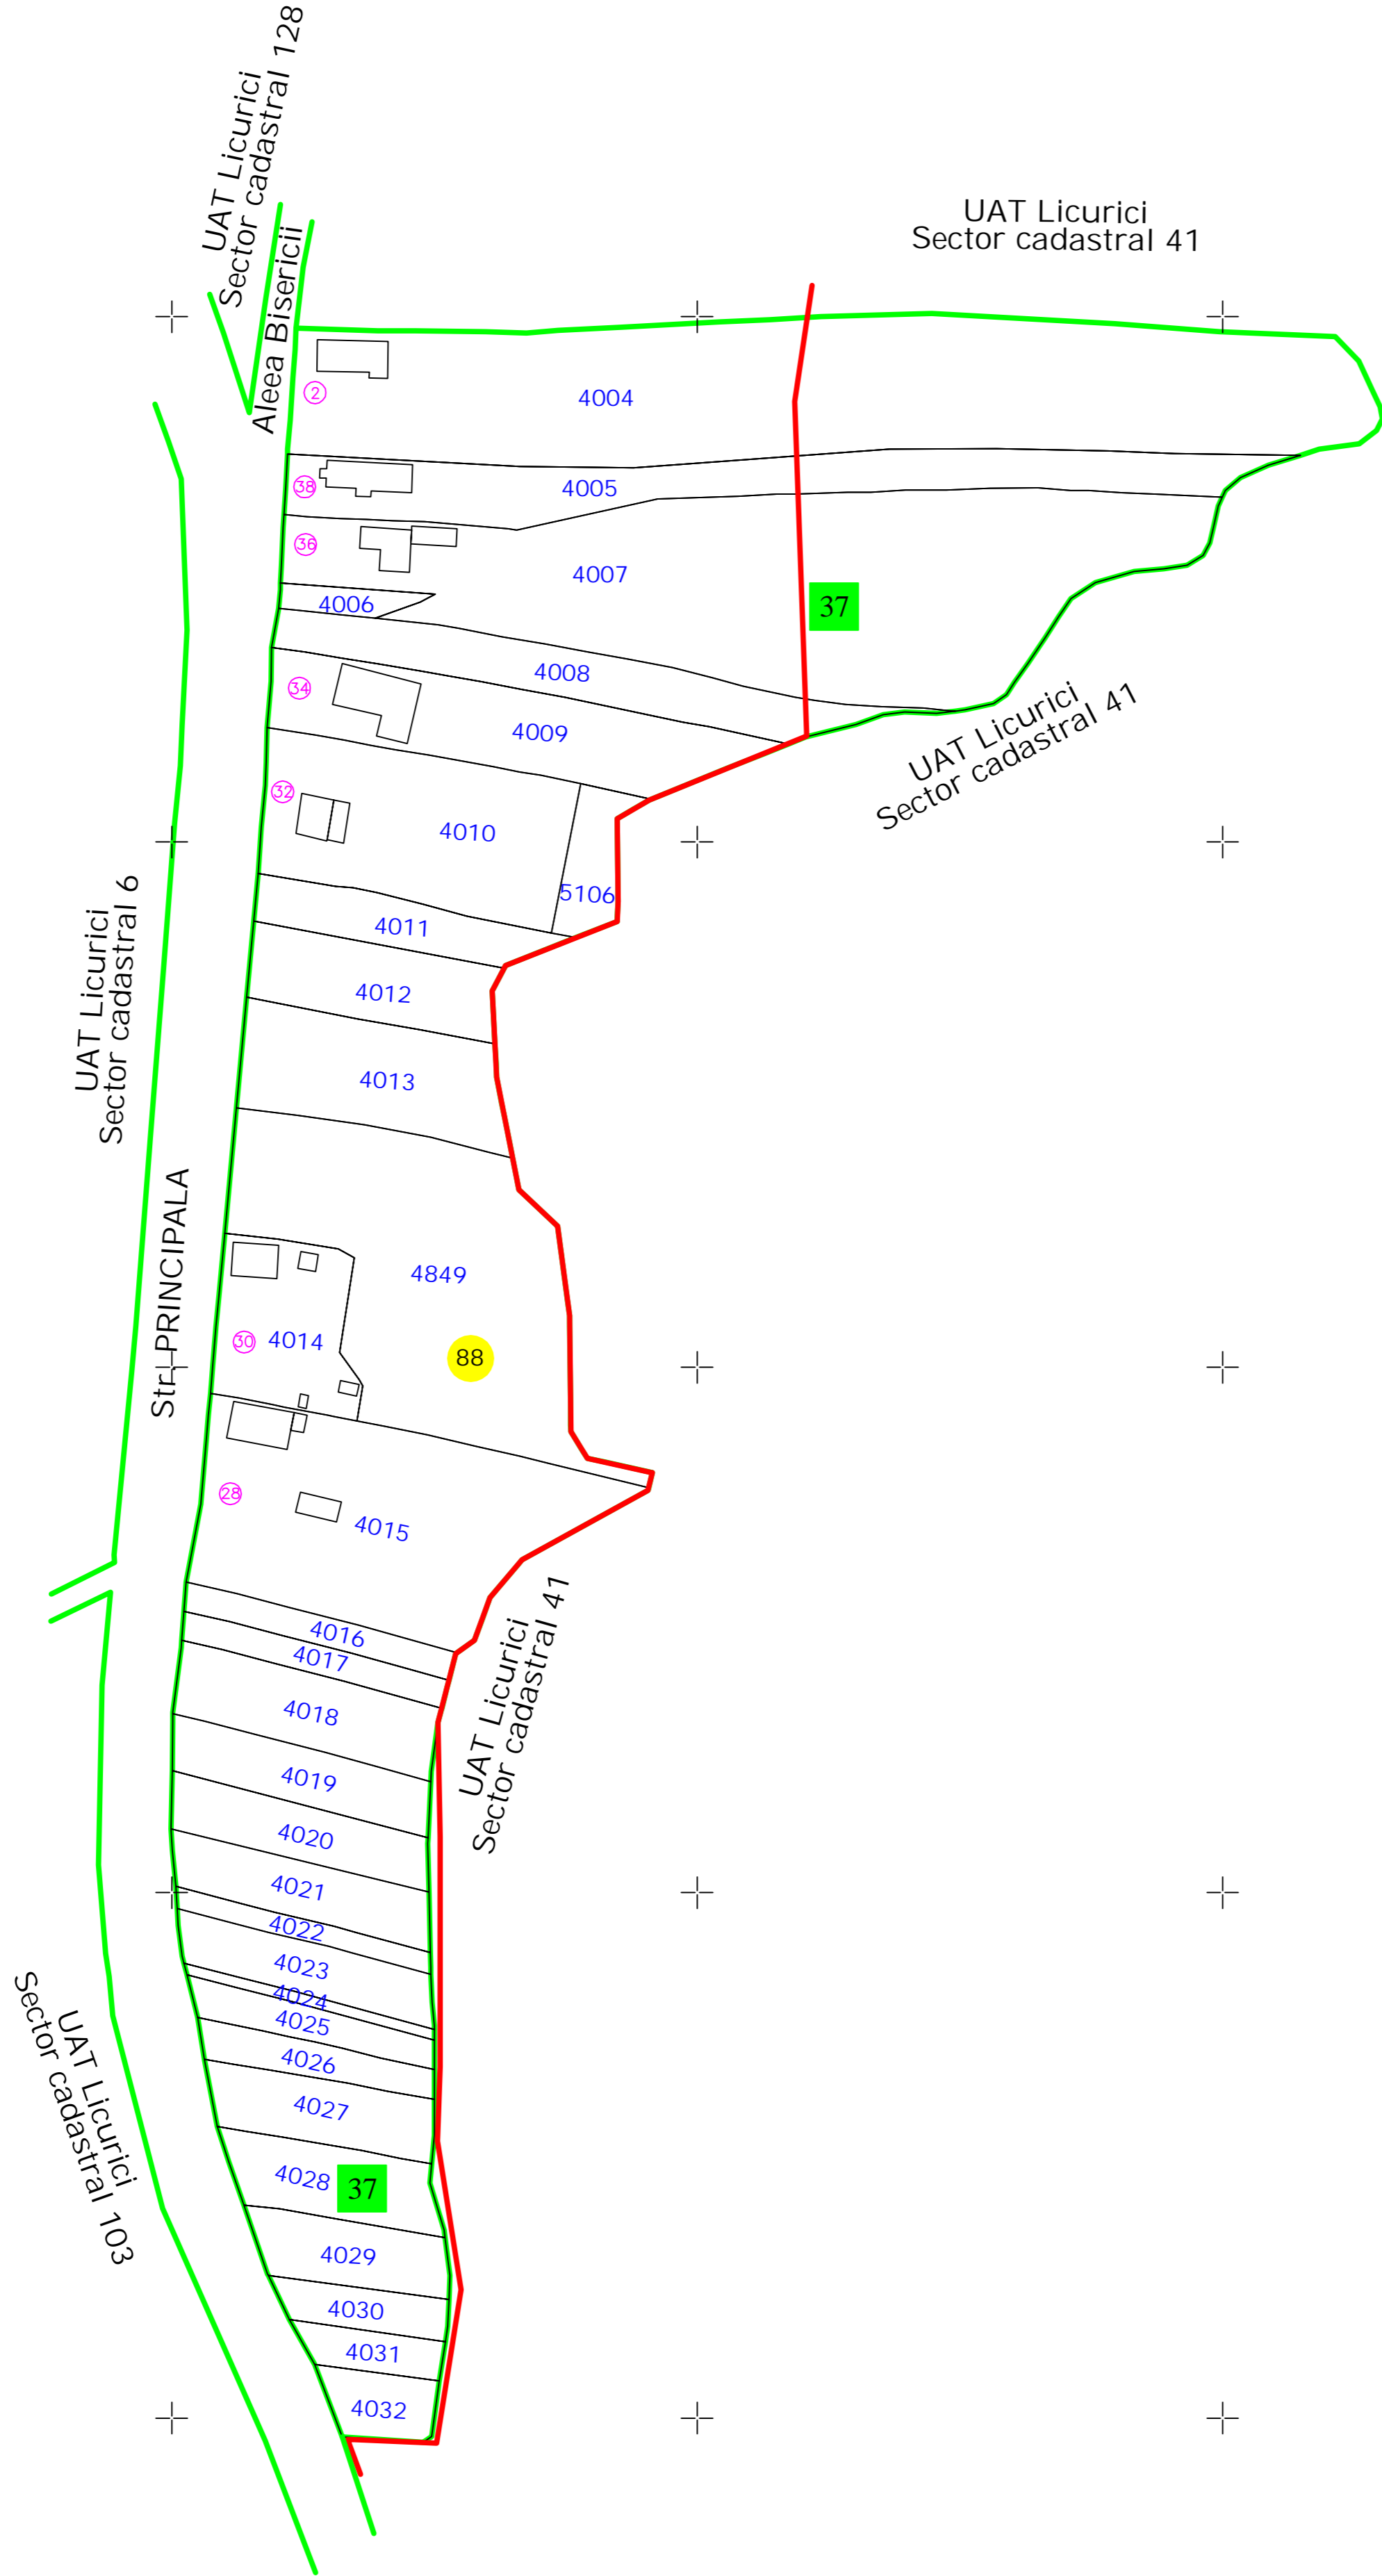 UAT Licurici
Sector cadastral 128
UAT Licurici
Sector cadastral 41
Aleea Bisericii
2
4004
38
4005
36
4007
37
4006
4008
34
4009
UAT Licurici
Sector cadastral 41
32
4010
5106
4011
UAT Licurici
Sector cadastral 6
4012
4013
Str. PRINCIPALA
4849
30
4014
88
28
4015
4016
4017
UAT Licurici
Sector cadastral 41
4018
4019
4020
4021
4022
4023
4024
4025
4026
4027
UAT Licurici
Sector cadastral 103
4028
37
4029
4030
4031
4032